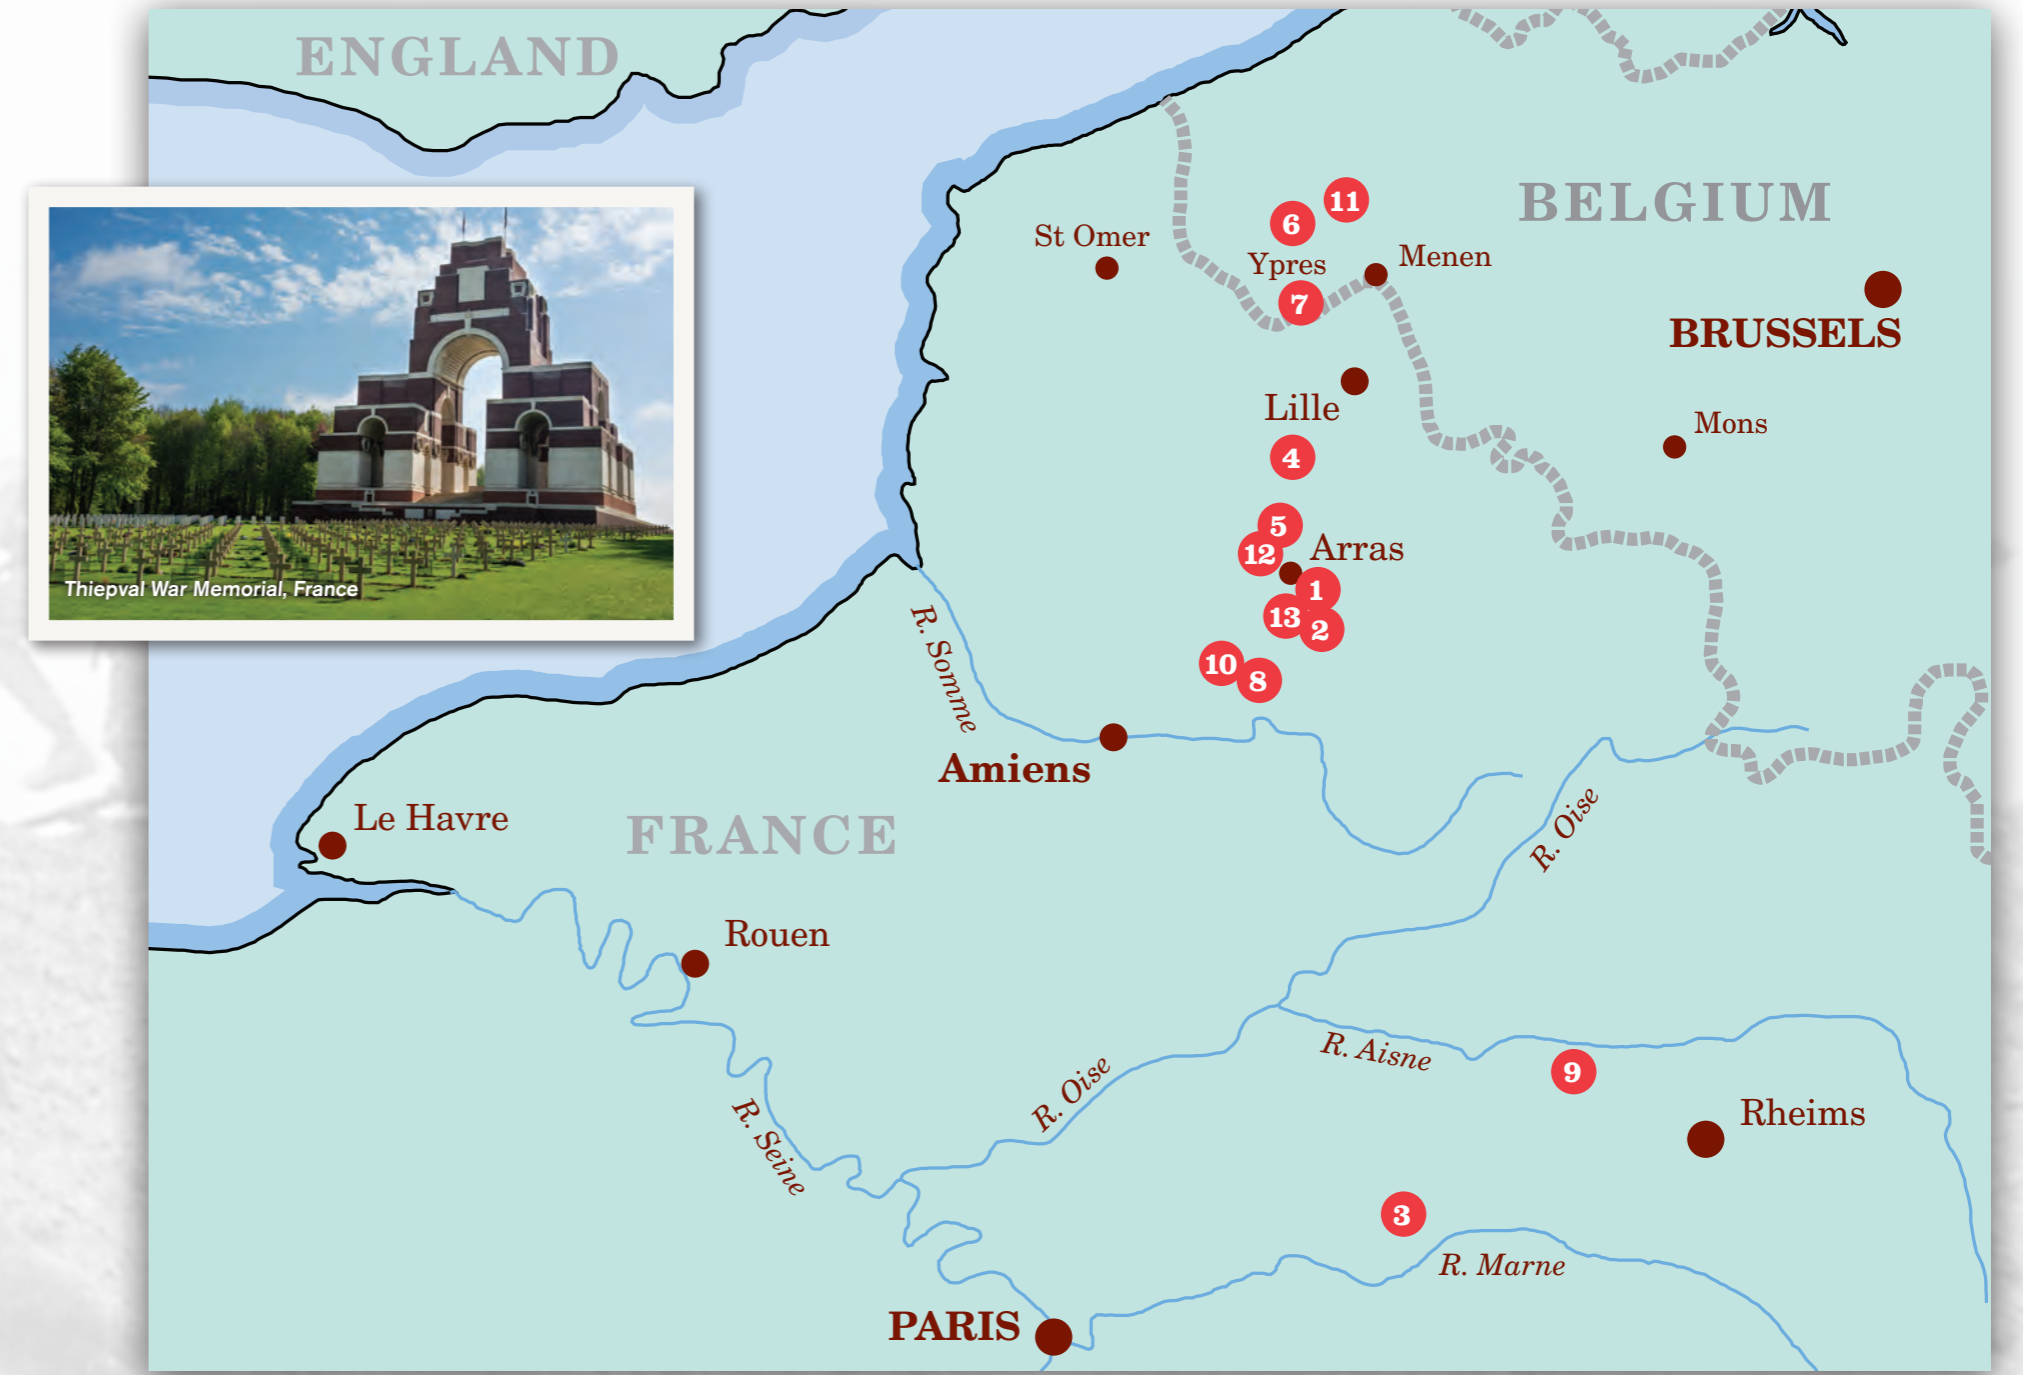 ENGLAND
BELGIUM
11
6
St Omer
Ypres
Menen
7
BRUSSELS
Lille
Mons
4
5
12
Arras
1
13
2
Thiepval War Memorial, France
R. Somme
10
8
Amiens
Le Havre
FRANCE
R. Oise
Rouen
R. Aisne
9
R. Oise
R. Seine
Rheims
3
R. Marne
PARIS